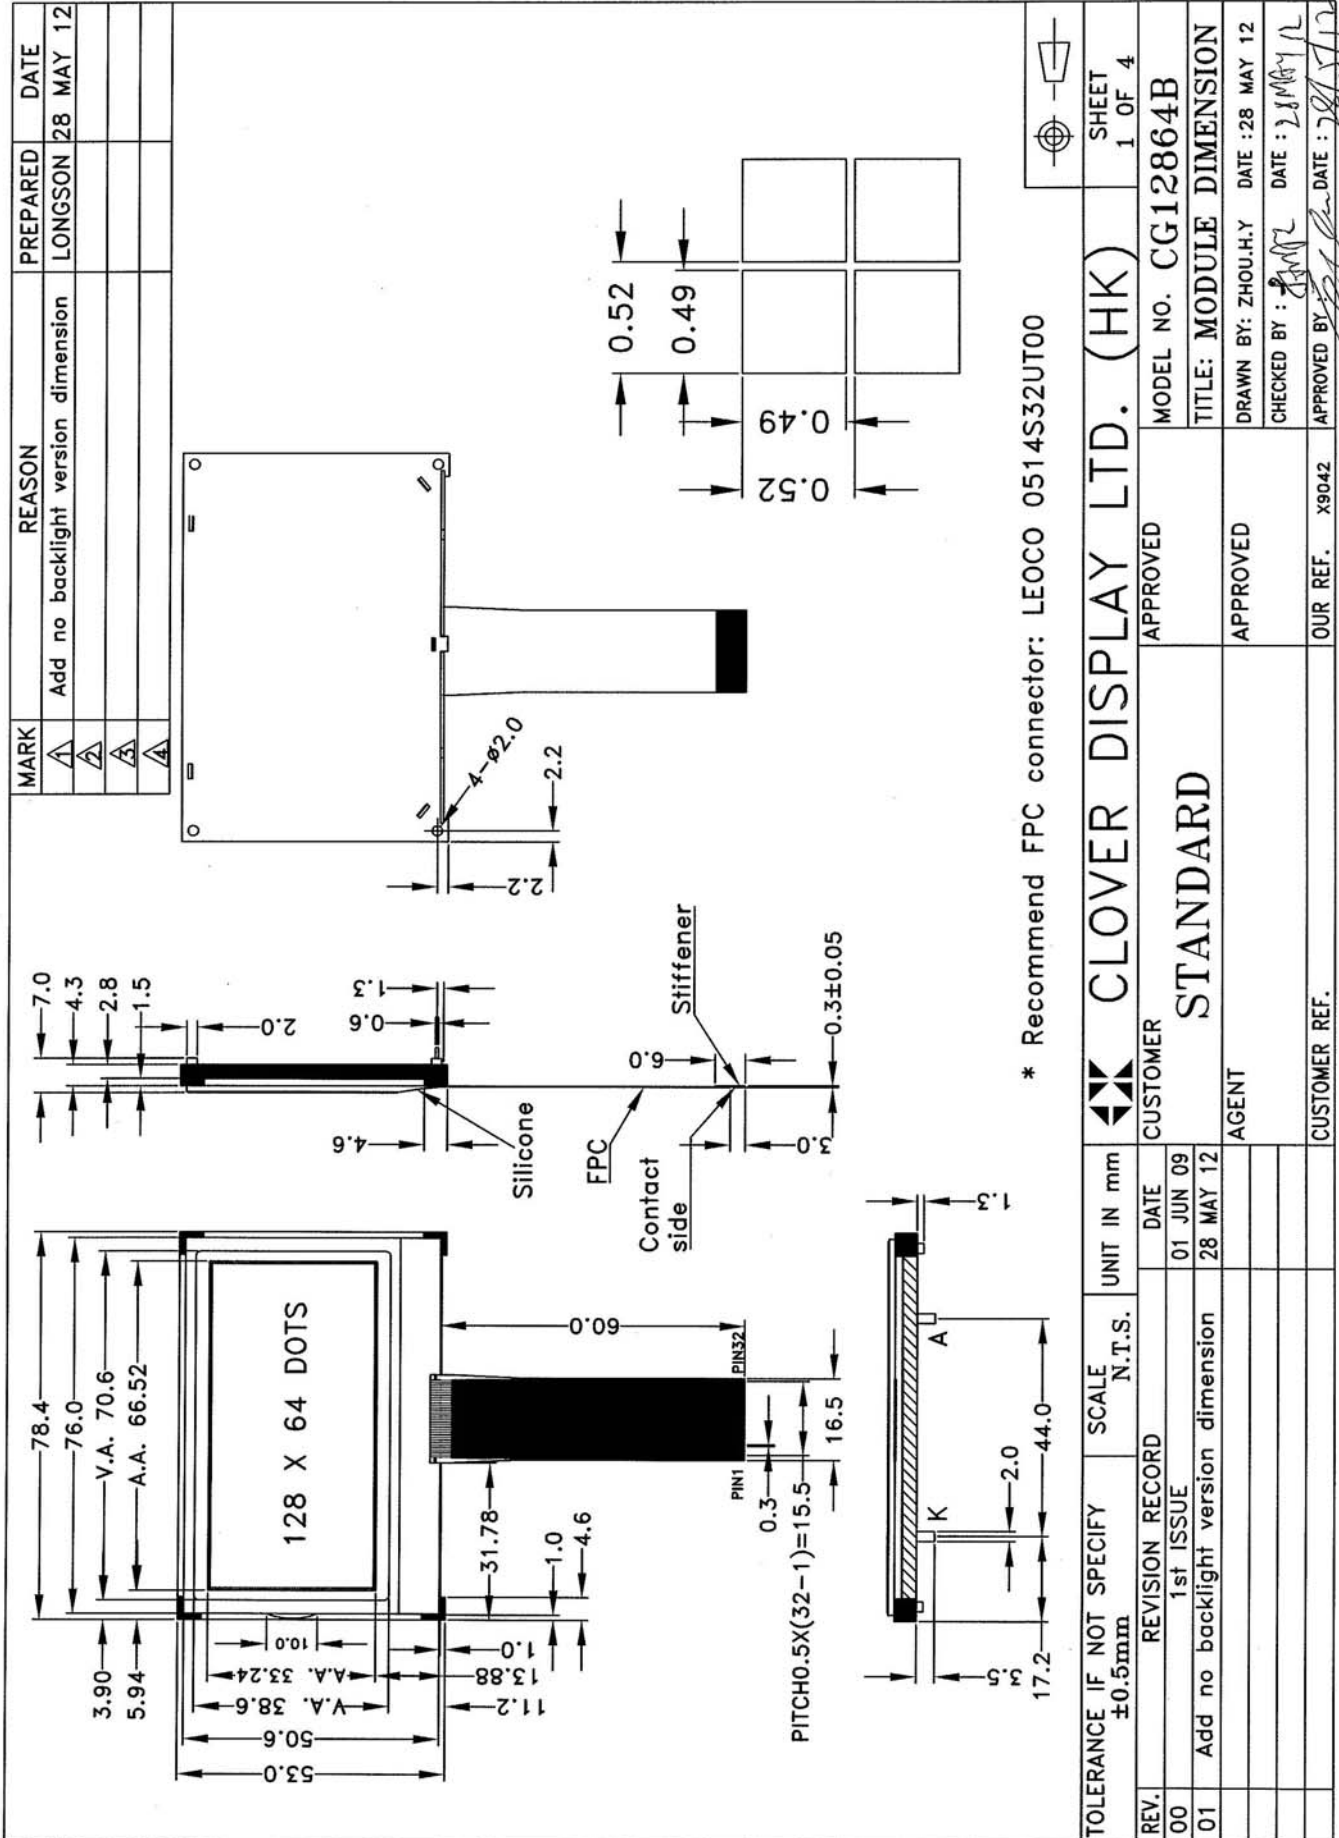 MARK REASON PREPARED DATE
1 Add no backlight version dimension LONGSON 28 MAY 12
2
3
4
78.4
76.0
V.A. 70.6
A.A. 66.52
3.90
5.94
128 X 64 DOTS
10.0
A.A. 33.24
V.A. 38.6
50.6
53.0
1.0
13.88
11.2
31.78
1.0
4.6
60.0
PIN1
PIN32
0.3
PITCH0.5X(32-1)=15.5
16.5
7.0
4.3
2.8
1.5
2.0
0.6
1.3
4.6
Silicone
FPC
Contact
side
Stiffener
6.0
3.0
0.3±0.05
4-ø2.0
2.2
2.2
0.52
0.49
0.49
0.52
K
A
3.5
17.2
2.0
44.0
1.3
* Recommend FPC connector: LEOCO 0514S32UT00
TOLERANCE IF NOT SPECIFY
±0.5mm
SCALE
N.T.S.
UNIT IN mm
CLOVER DISPLAY LTD. (HK)
SHEET
1 OF 4
REV. REVISION RECORD DATE
00 1st ISSUE 01 JUN 09
01 Add no backlight version dimension 28 MAY 12
CUSTOMER
STANDARD
AGENT
CUSTOMER REF.
APPROVED
APPROVED
OUR REF. X9042
MODEL NO. CG12864B
TITLE: MODULE DIMENSION
DRAWN BY: ZHOU.H.Y DATE :28 MAY 12
CHECKED BY : DATE : 28 MAY 12
APPROVED BY : DATE :